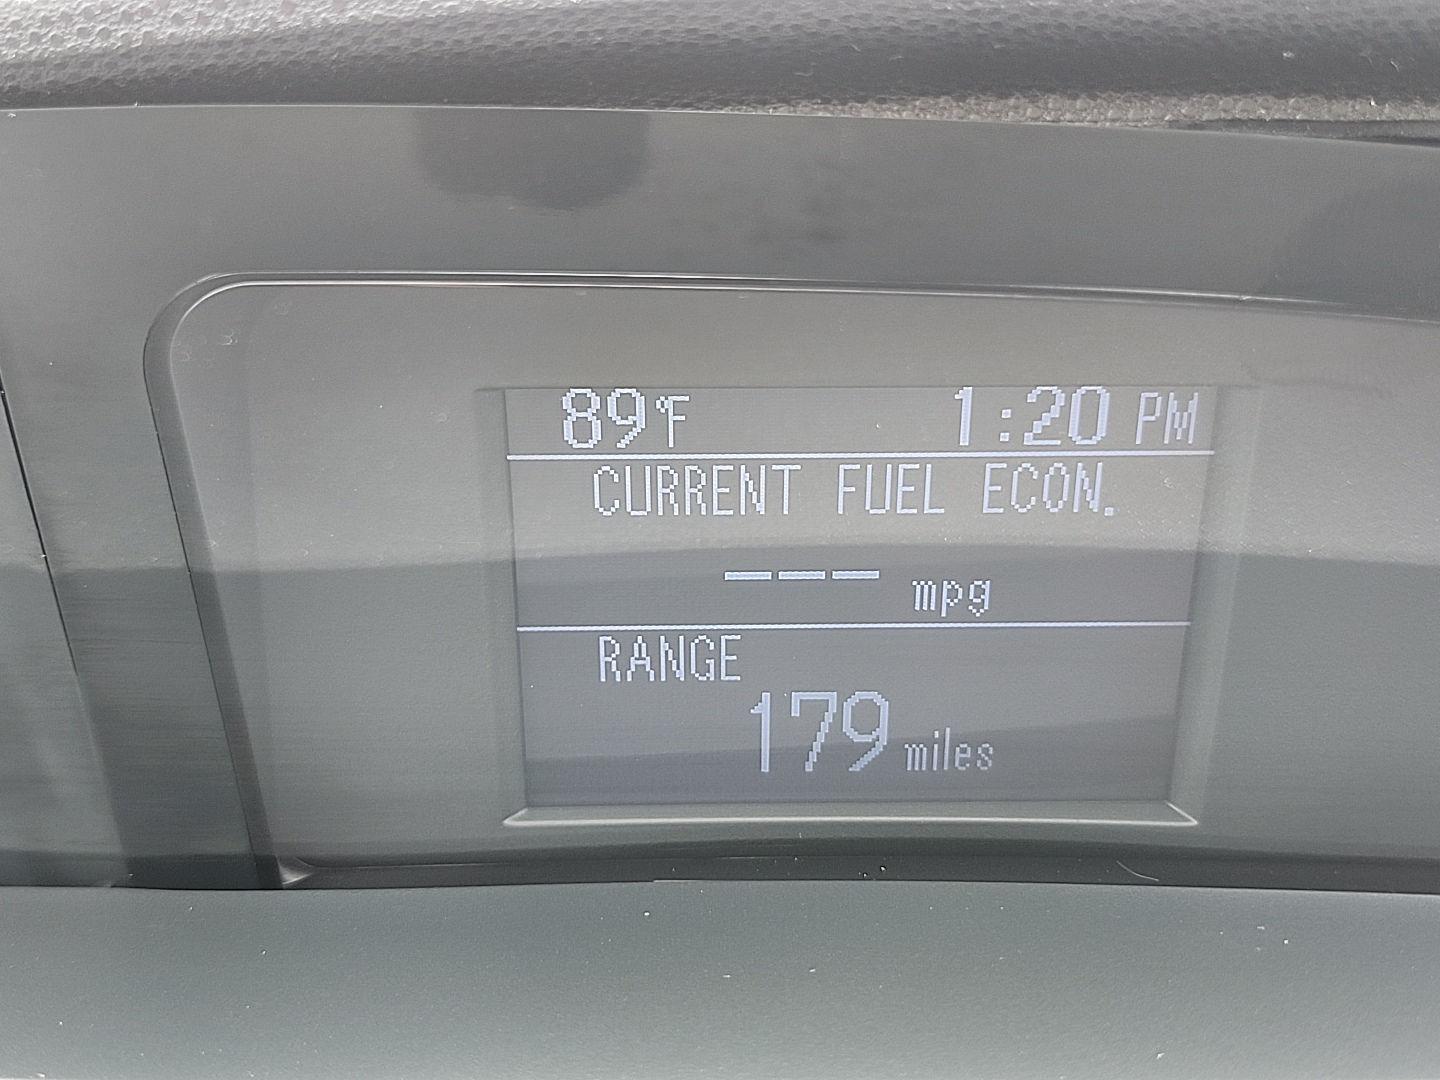 89°F 1:20 PM
CURRENT FUEL ECON.
--- mpg
RANGE
179 miles